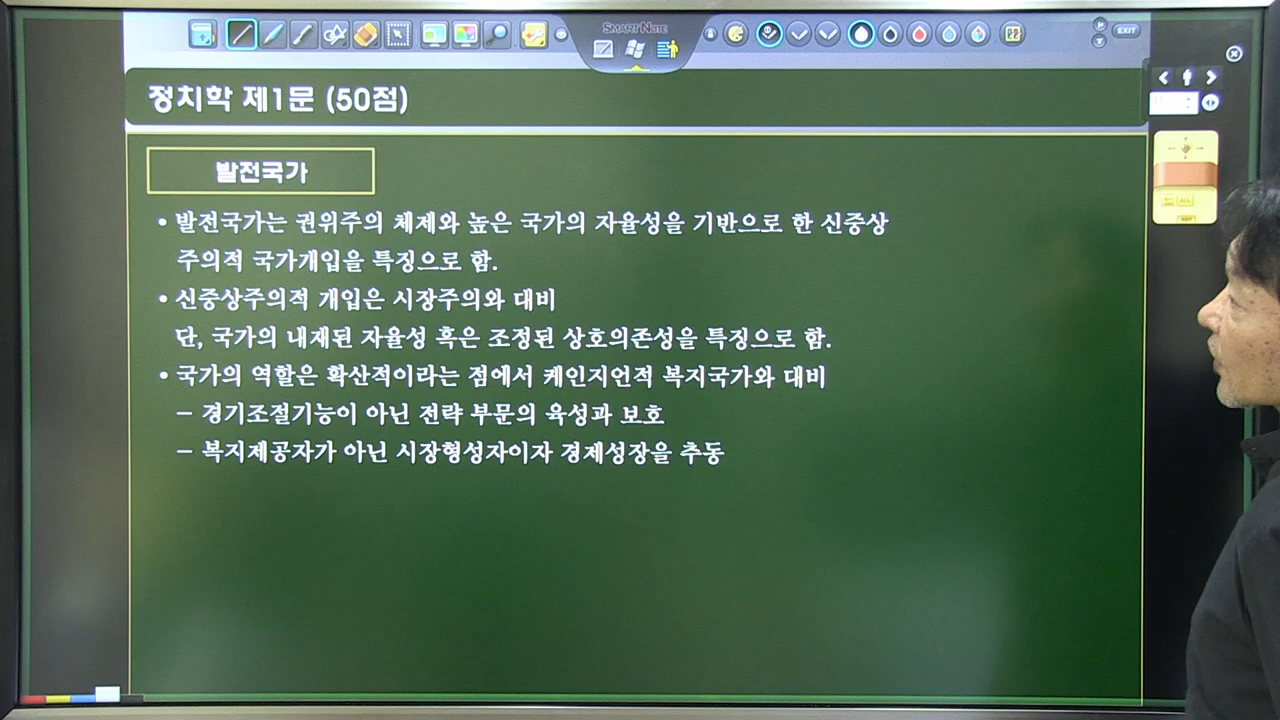 SMART NOTE
EXIT
정치학 제1문 (50점)
발전국가
• 발전국가는 권위주의 체제와 높은 국가의 자율성을 기반으로 한 신중상
주의적 국가개입을 특징으로 함.
• 신중상주의적 개입은 시장주의와 대비
단, 국가의 내재된 자율성 혹은 조정된 상호의존성을 특징으로 함.
• 국가의 역할은 확산적이라는 점에서 케인지언적 복지국가와 대비
– 경기조절기능이 아닌 전략 부문의 육성과 보호
– 복지제공자가 아닌 시장형성자이자 경제성장을 추동
ALL
EXIT